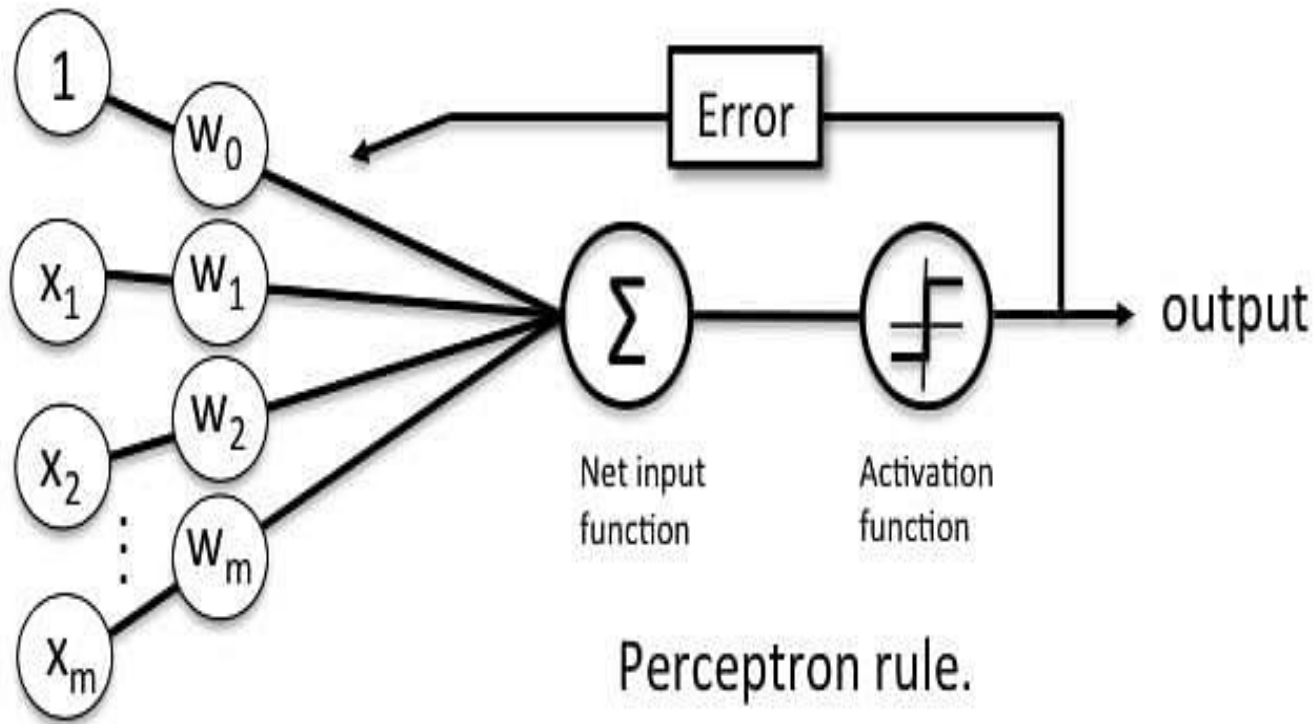 1
w₀
Error
x₁
w₁
Σ
output
x₂
w₂
Net input
function
Activation
function
⋮
wₘ
xₘ
Perceptron rule.